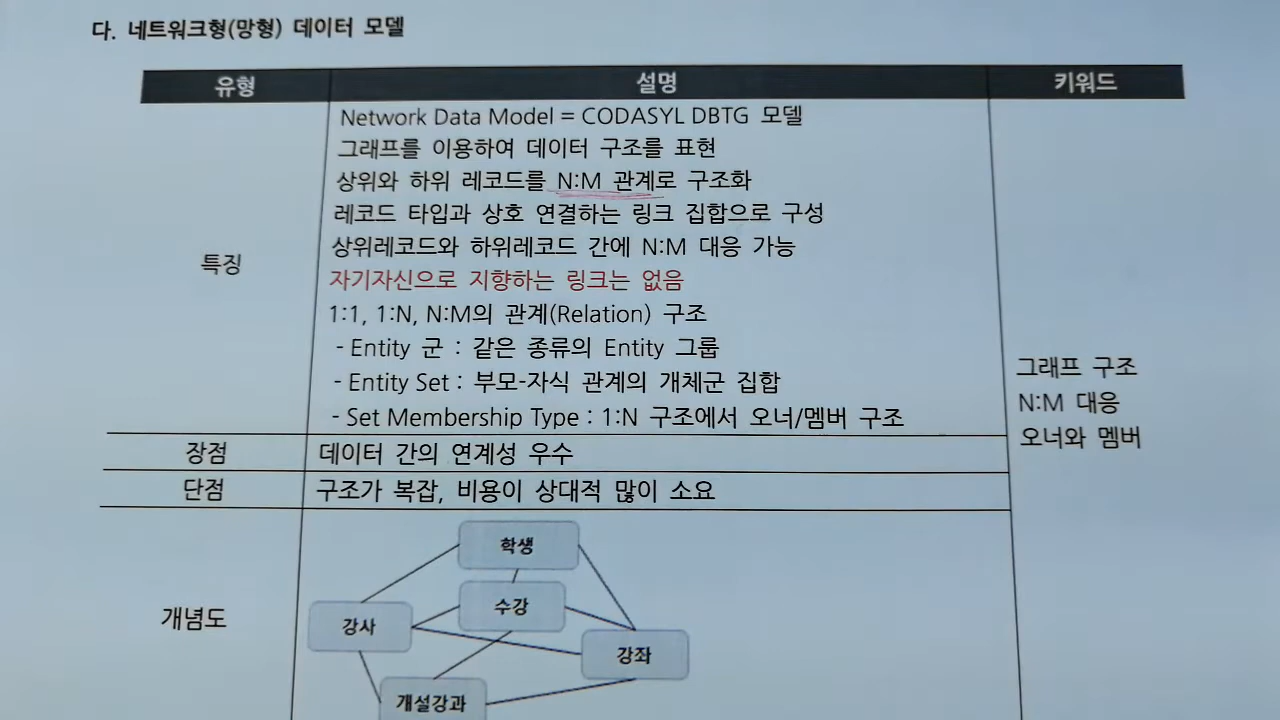 다. 네트워크형(망형) 데이터 모델
유형 설명 키워드
Network Data Model = CODASYL DBTG 모델
그래프를 이용하여 데이터 구조를 표현
상위와 하위 레코드를 N:M 관계로 구조화
레코드 타입과 상호 연결하는 링크 집합으로 구성
상위레코드와 하위레코드 간에 N:M 대응 가능
특징
자기자신으로 지향하는 링크는 없음
1:1, 1:N, N:M의 관계(Relation) 구조
- Entity 군 : 같은 종류의 Entity 그룹
- Entity Set : 부모-자식 관계의 개체군 집합
- Set Membership Type : 1:N 구조에서 오너/멤버 구조
그래프 구조
N:M 대응
오너와 멤버
장점 데이터 간의 연계성 우수
단점 구조가 복잡, 비용이 상대적 많이 소요
개념도
학생
수강
강사
강좌
개설강과